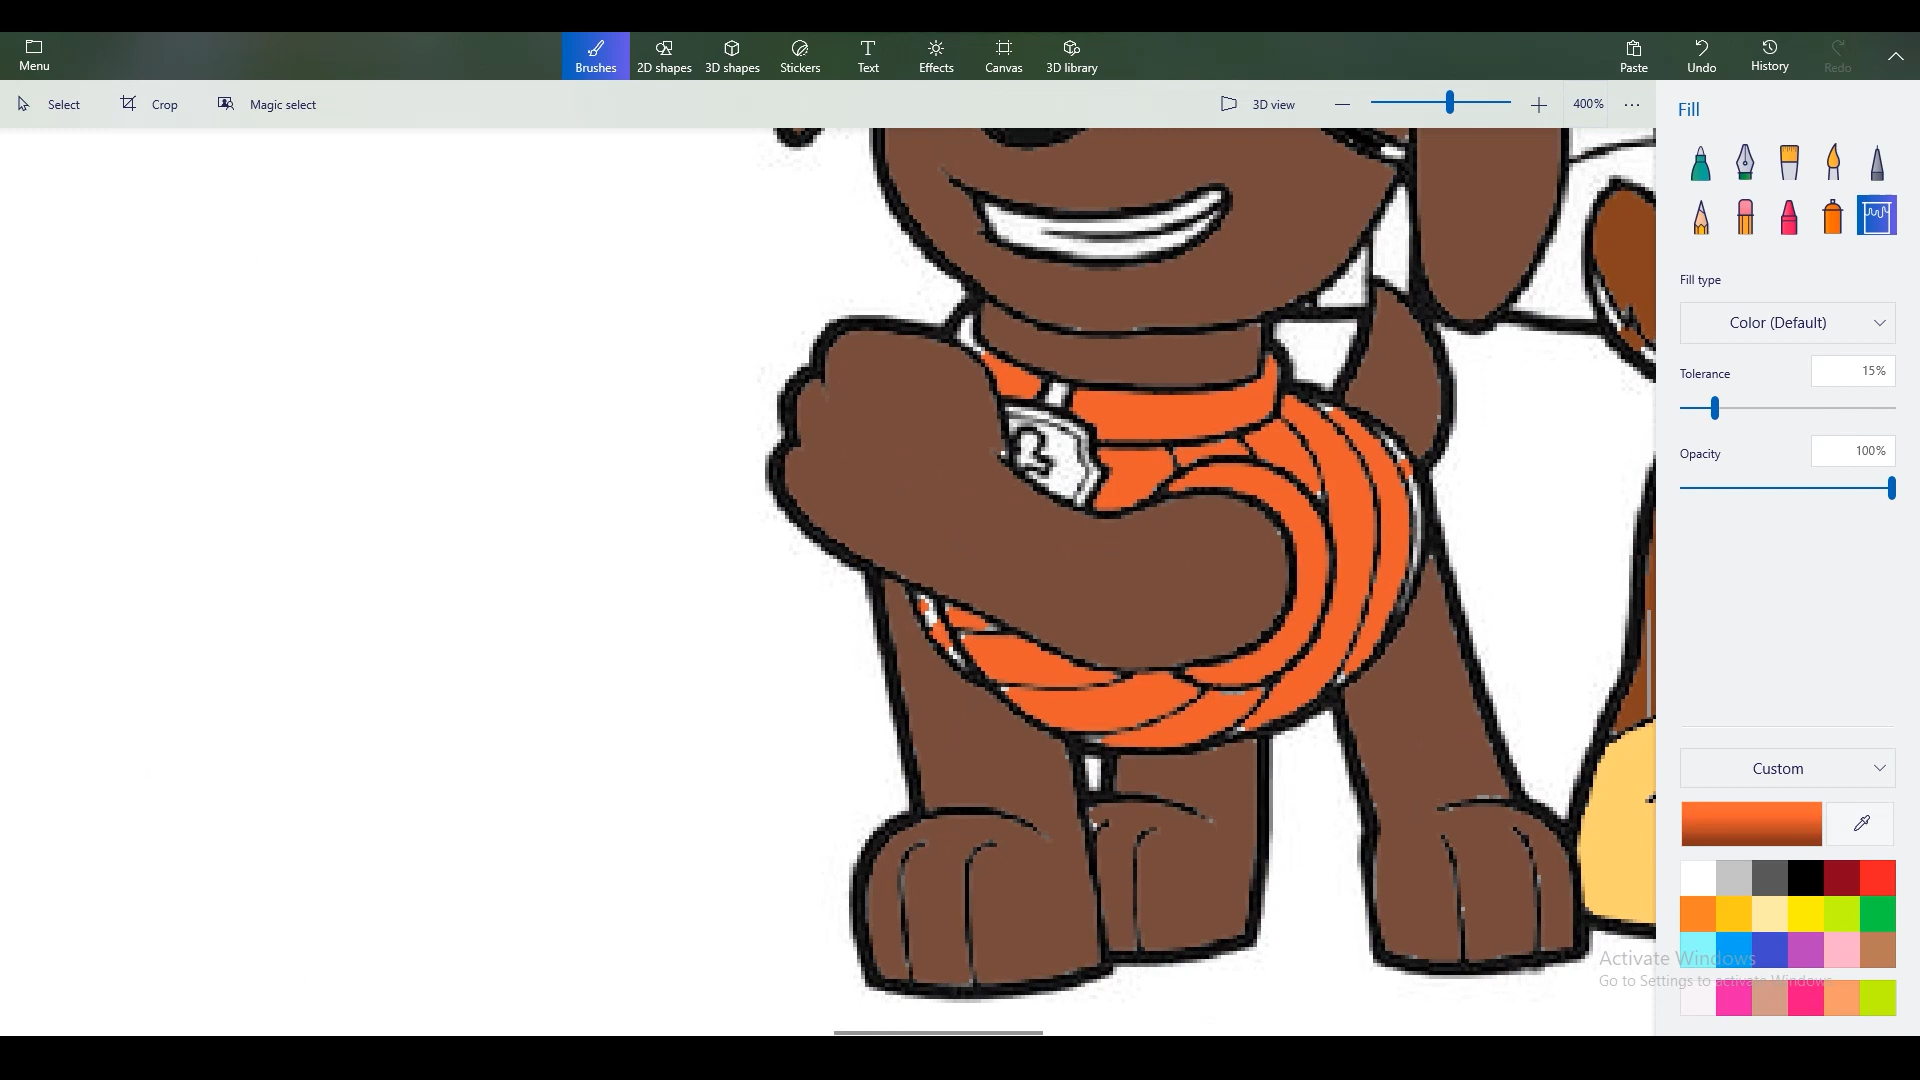 Menu
Brushes
2D shapes
3D shapes
Stickers
Text
Effects
Canvas
3D library
Paste
Undo
History
Redo
Select
Crop
Magic select
3D view
400%
Fill
Fill type
Color (Default)
Tolerance
15%
Opacity
100%
Custom
Activate Windows
Go to Settings to activate Windows.